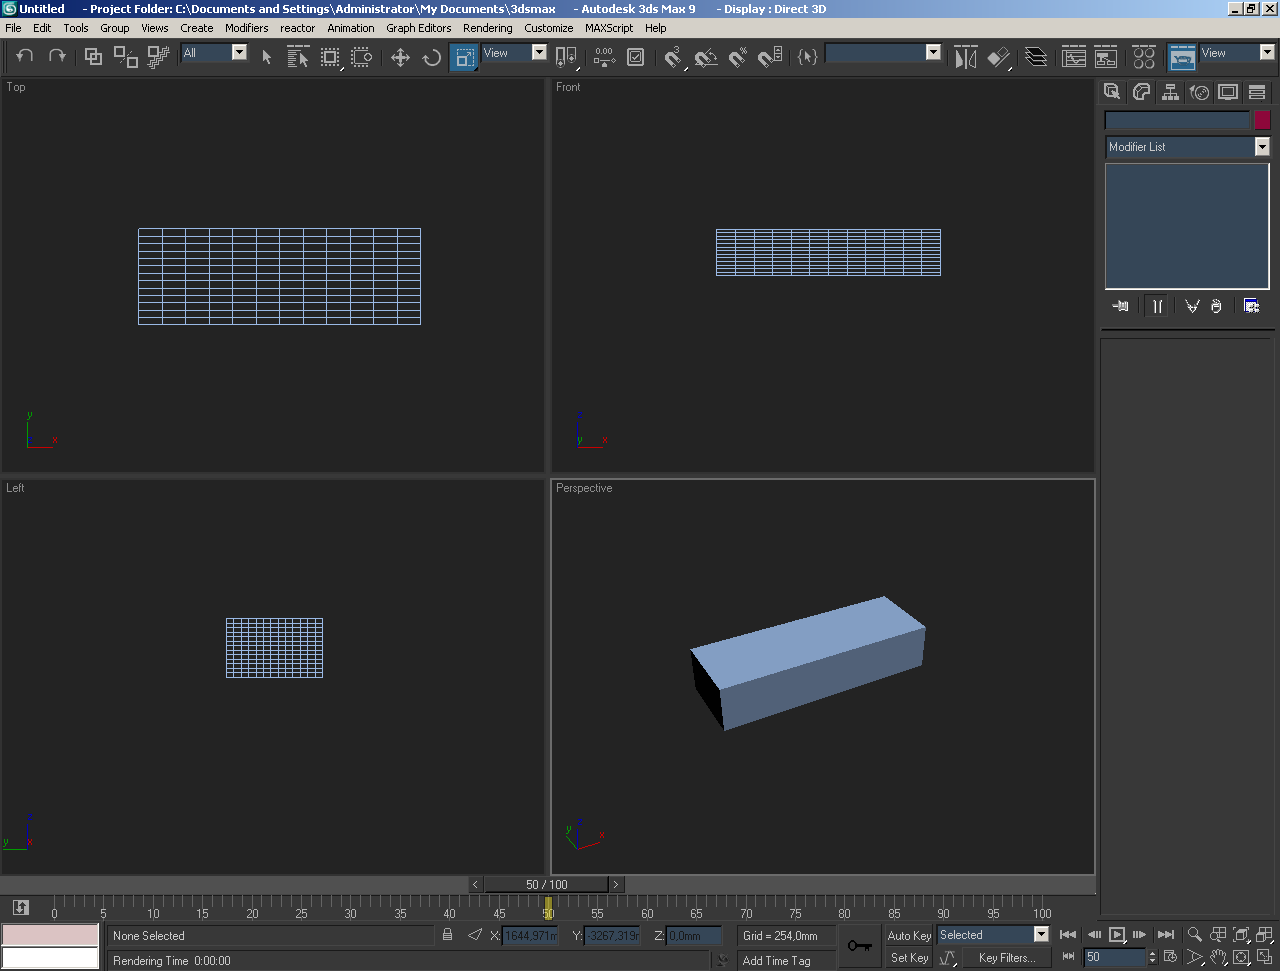 Untitled - Project Folder: C:\Documents and Settings\Administrator\My Documents\3dsmax - Autodesk 3ds Max 9 - Display : Direct 3D
File Edit Tools Group Views Create Modifiers reactor Animation Graph Editors Rendering Customize MAXScript Help
All View 0.00 3 % View
Top Front
Modifier List
y z
z x y x
Left Perspective
z z
y x y x
< 50 / 100 >
0 5 10 15 20 25 30 35 40 45 50 55 60 65 70 75 80 85 90 95 100
None Selected X: 1644,971m Y: -3267,319m Z: 0,0mm Grid = 254,0mm Auto Key Selected
Rendering Time 0:00:00 Add Time Tag Set Key Key Filters... 50